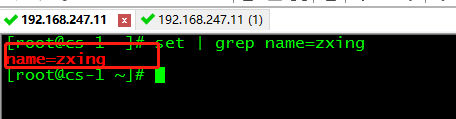 192.168.247.11 x 192.168.247.11 (1)
[root@cs-1 ~]# set | grep name=zxing
name=zxing
[root@cs-1 ~]#